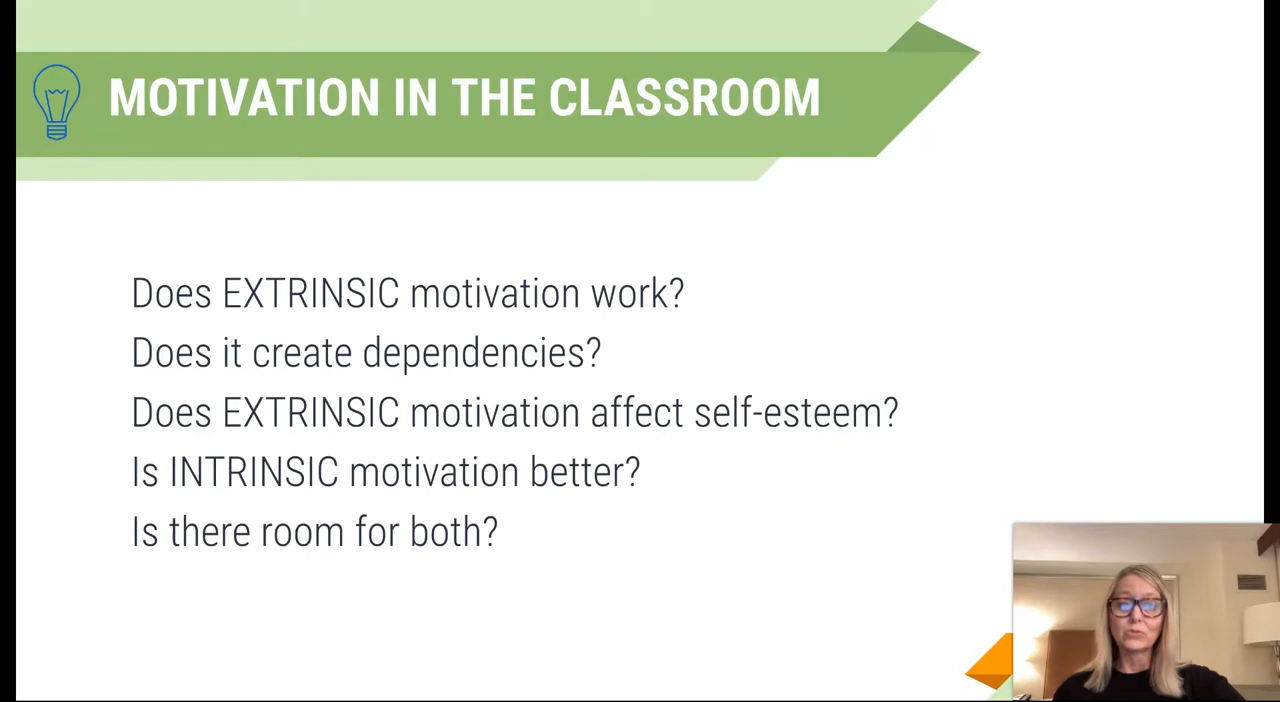 MOTIVATION IN THE CLASSROOM
Does EXTRINSIC motivation work?
Does it create dependencies?
Does EXTRINSIC motivation affect self-esteem?
Is INTRINSIC motivation better?
Is there room for both?